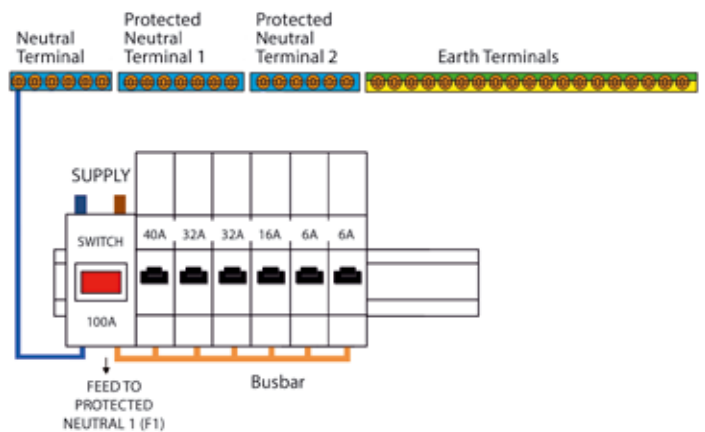 Neutral
Terminal
Protected
Neutral
Terminal 1
Protected
Neutral
Terminal 2
Earth Terminals
SUPPLY
SWITCH
100A
40A
32A
32A
16A
6A
6A
FEED TO
PROTECTED
NEUTRAL 1 (F1)
Busbar